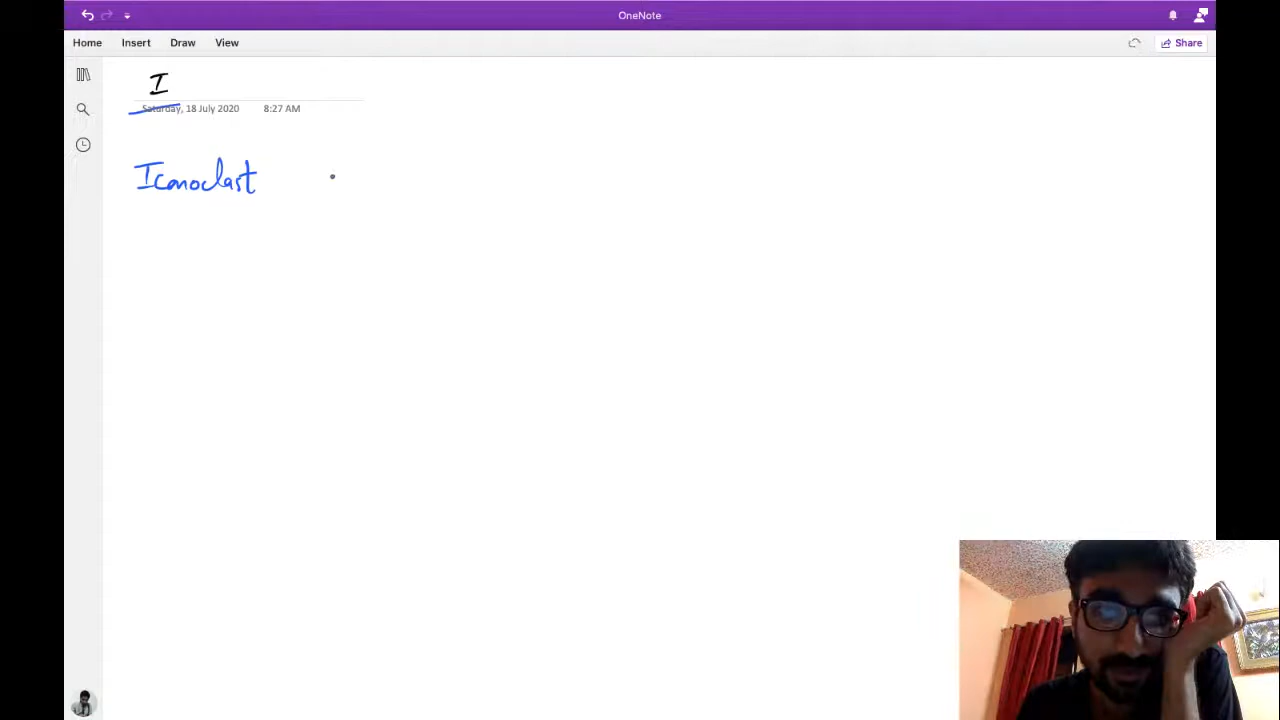 OneNote
Home Insert Draw View Share
I
Saturday, 18 July 2020 8:27 AM
Iconoclast